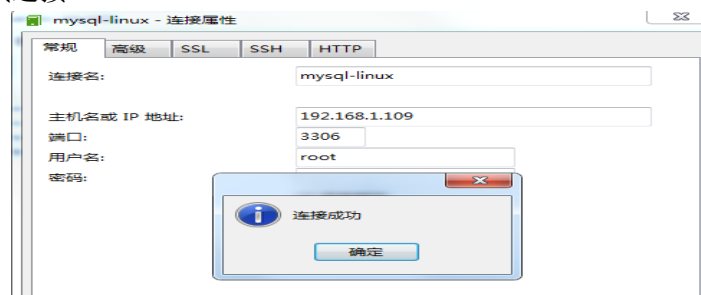 mysql-linux - 连接属性
常规 高级 SSL SSH HTTP
连接名: mysql-linux
主机名或 IP 地址: 192.168.1.109
端口: 3306
用户名: root
密码:
连接成功
确定